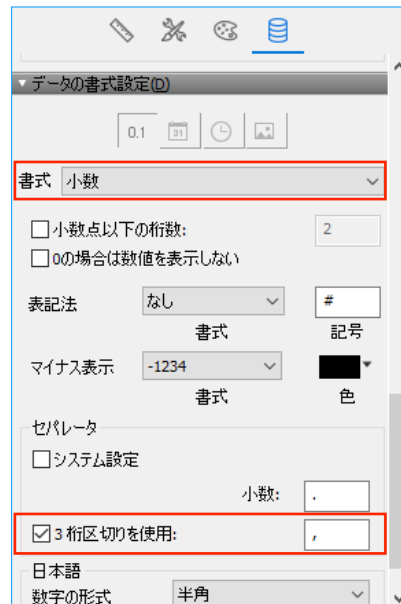 データの書式設定(D)
0.1 31
書式 小数
小数点以下の桁数: 2
0の場合は数値を表示しない
表記法 なし #
書式 記号
マイナス表示 -1234
書式 色
セパレータ
システム設定
小数: .
3 桁区切りを使用: ,
日本語
数字の形式 半角